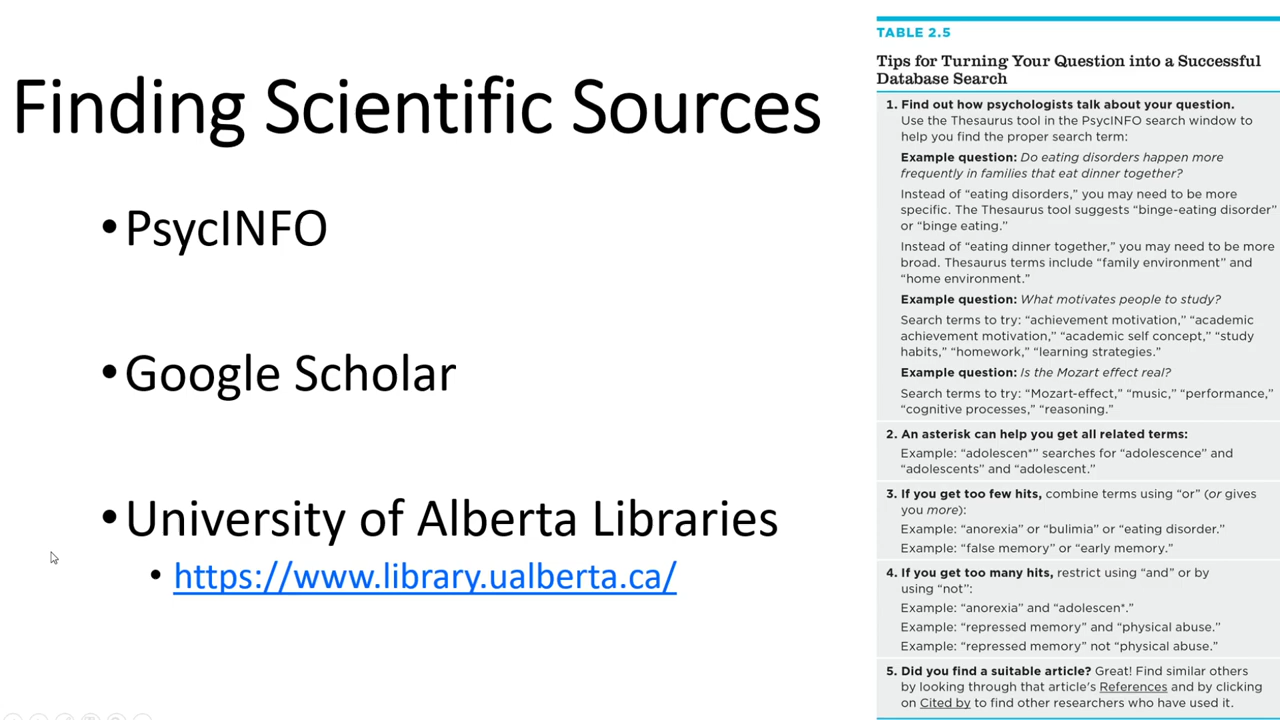 Finding Scientific Sources
•PsycINFO
•Google Scholar
•University of Alberta Libraries
• https://www.library.ualberta.ca/
TABLE 2.5
Tips for Turning Your Question into a Successful
Database Search
1. Find out how psychologists talk about your question.
Use the Thesaurus tool in the PsycINFO search window to
help you find the proper search term:
Example question: Do eating disorders happen more
frequently in families that eat dinner together?
Instead of “eating disorders,” you may need to be more
specific. The Thesaurus tool suggests “binge-eating disorder”
or “binge eating.”
Instead of “eating dinner together,” you may need to be more
broad. Thesaurus terms include “family environment” and
“home environment.”
Example question: What motivates people to study?
Search terms to try: “achievement motivation,” “academic
achievement motivation,” “academic self concept,” “study
habits,” “homework,” “learning strategies.”
Example question: Is the Mozart effect real?
Search terms to try: “Mozart-effect,” “music,” “performance,”
“cognitive processes,” “reasoning.”
2. An asterisk can help you get all related terms:
Example: “adolescen*” searches for “adolescence” and
“adolescents” and “adolescent.”
3. If you get too few hits, combine terms using “or” (or gives
you more):
Example: “anorexia” or “bulimia” or “eating disorder.”
Example: “false memory” or “early memory.”
4. If you get too many hits, restrict using “and” or by
using “not”:
Example: “anorexia” and “adolescen*.”
Example: “repressed memory” and “physical abuse.”
Example: “repressed memory” not “physical abuse.”
5. Did you find a suitable article? Great! Find similar others
by looking through that article's References and by clicking
on Cited by to find other researchers who have used it.